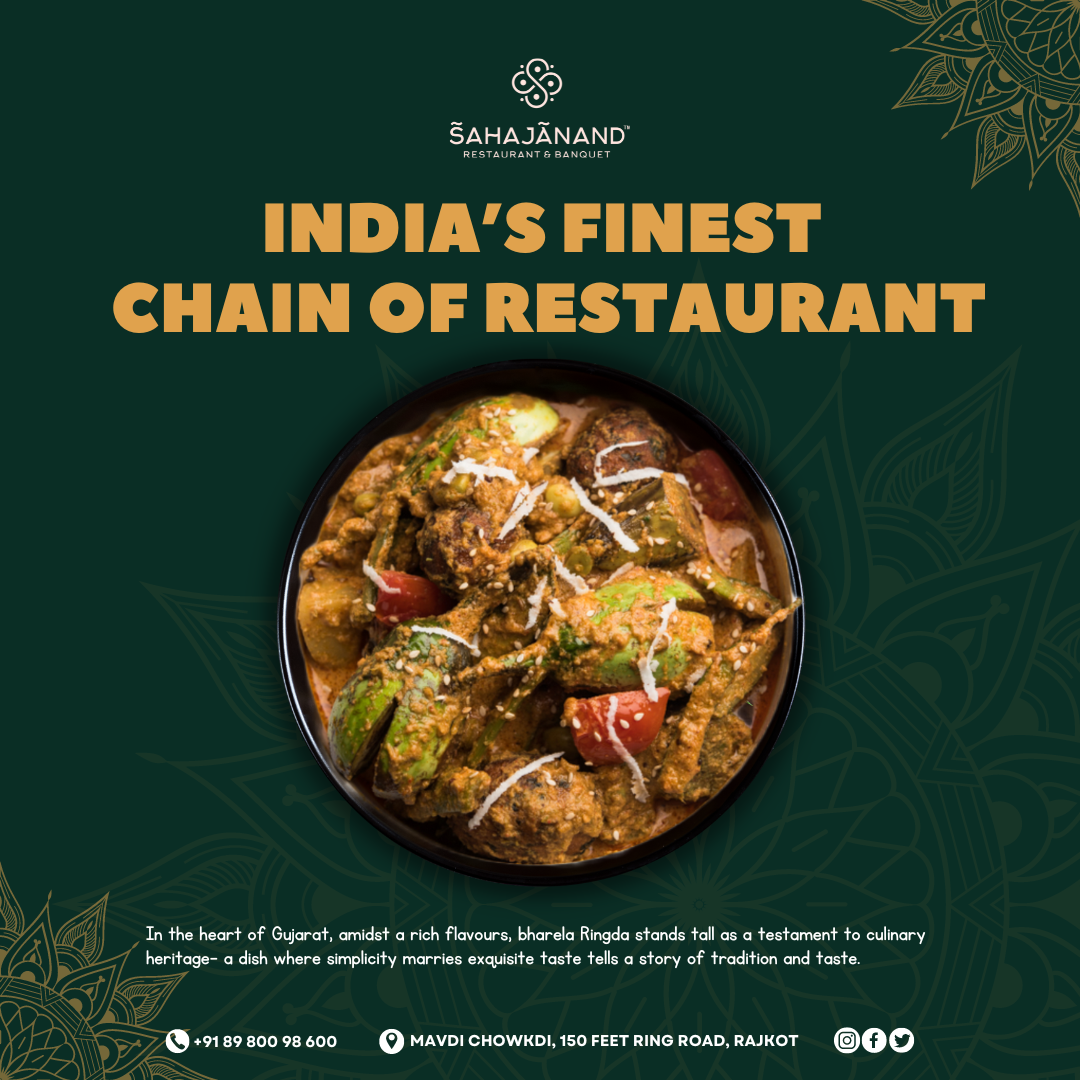 S̃AHAJÃNAND™
RESTAURANT & BANQUET
INDIA'S FINEST
CHAIN OF RESTAURANT
In the heart of Gujarat, amidst a rich flavours, bharela Ringda stands tall as a testament to culinary
heritage- a dish where simplicity marries exquisite taste tells a story of tradition and taste.
+91 89 800 98 600
MAVDI CHOWKDI, 150 FEET RING ROAD, RAJKOT